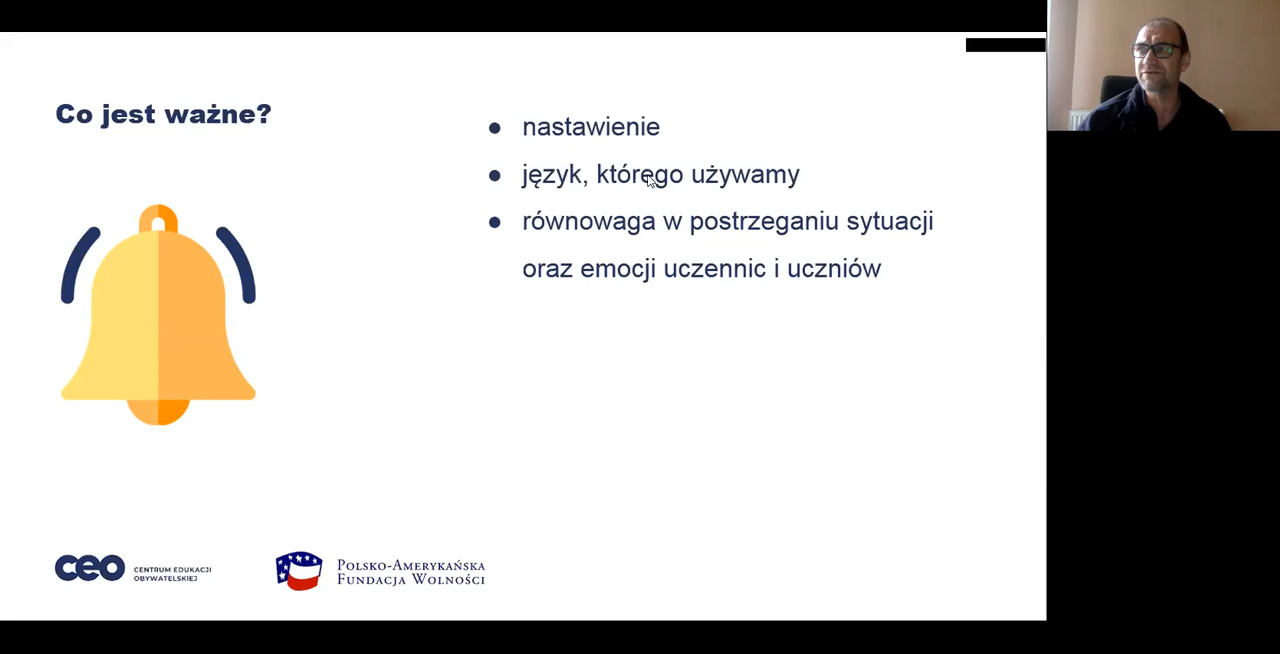 Co jest ważne?
● nastawienie
● język, którego używamy
● równowaga w postrzeganiu sytuacji
oraz emocji uczennic i uczniów
ceo CENTRUM EDUKACJI
OBYWATELSKIEJ
Polsko-Amerykańska
Fundacja Wolności